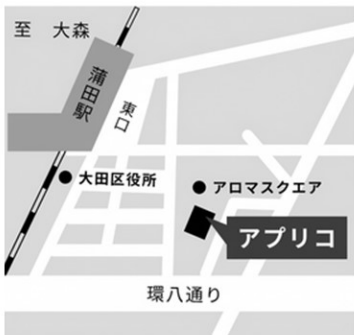 至 大森
蒲田駅
東口
大田区役所
アロマスクエア
アプリコ
環八通り